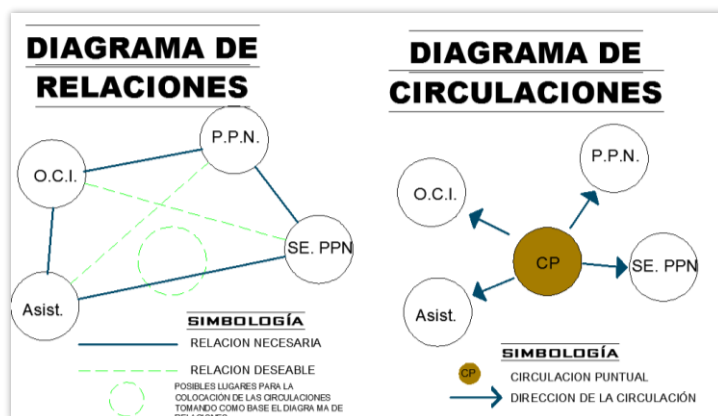 DIAGRAMA DE
RELACIONES
P.P.N.
O.C.I.
SE. PPN
Asist.
SIMBOLOGÍA
RELACION NECESARIA
RELACION DESEABLE
POSIBLES LUGARES PARA LA
COLOCACIÓN DE LAS CIRCULACIONES
TOMANDO COMO BASE EL DIAGRA MA DE
RELACIONES
DIAGRAMA DE
CIRCULACIONES
P.P.N.
O.C.I.
CP
SE. PPN
Asist.
SIMBOLOGÍA
CP
CIRCULACION PUNTUAL
DIRECCION DE LA CIRCULACIÓN